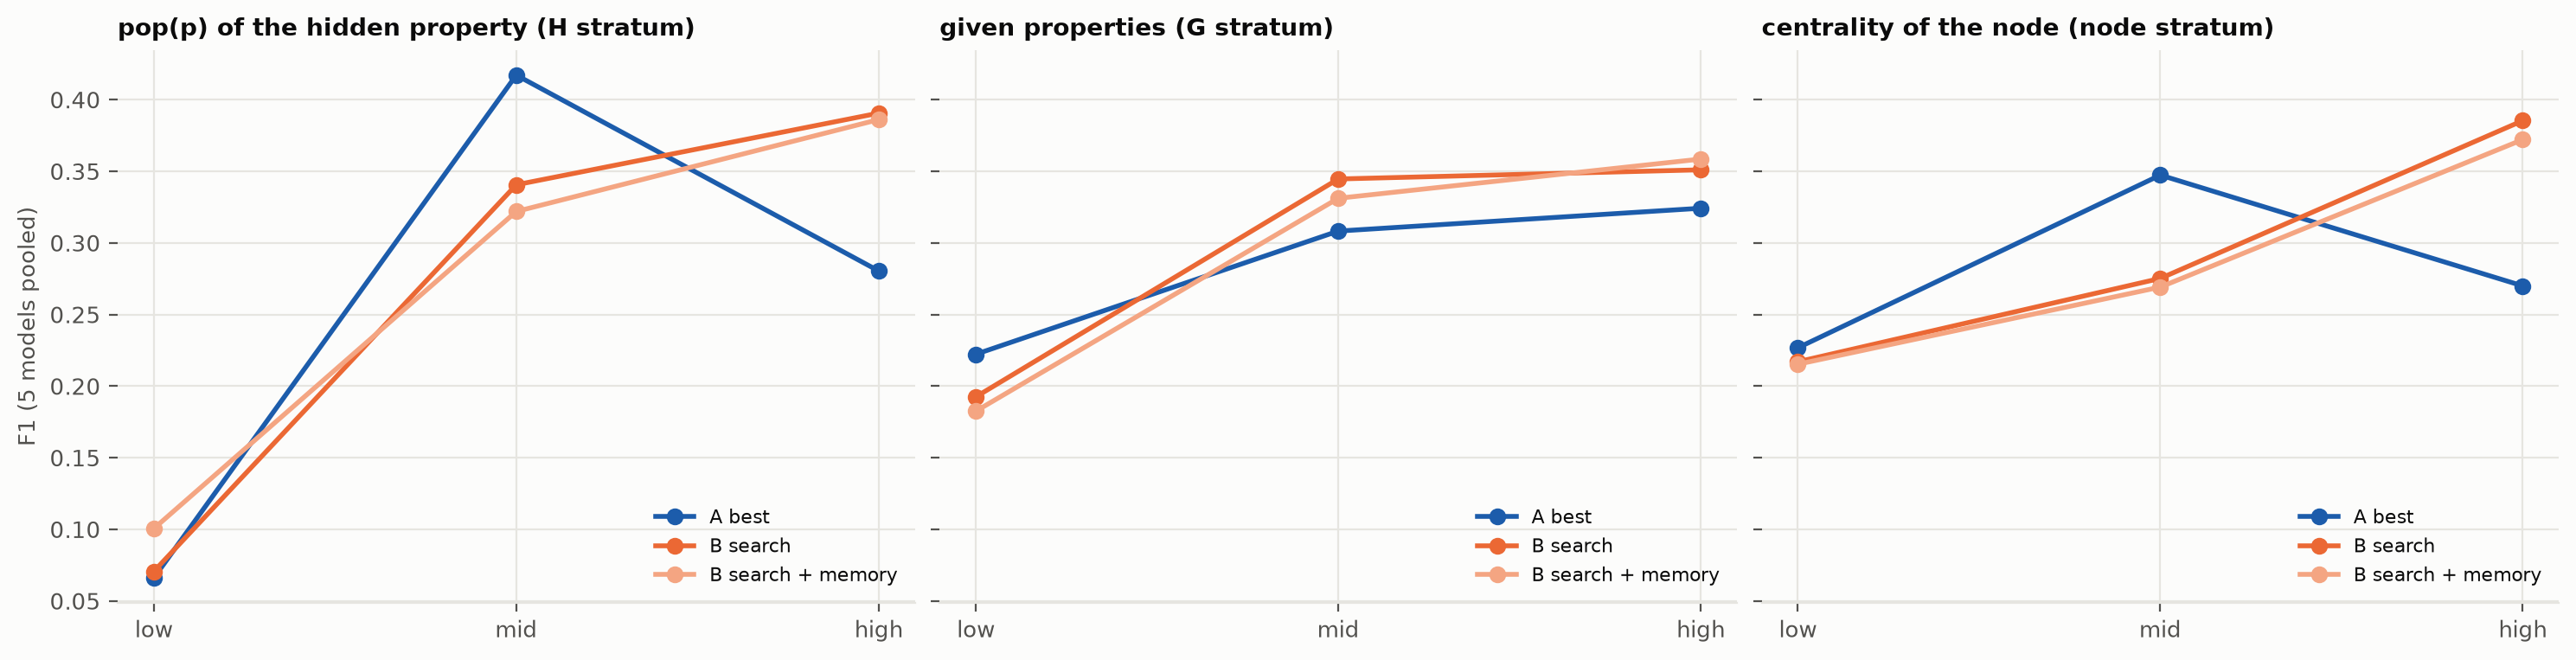 pop(p) of the hidden property (H stratum)
given properties (G stratum)
centrality of the node (node stratum)
F1 (5 models pooled)
0.40
0.35
0.30
0.25
0.20
0.15
0.10
0.05
A best
B search
B search + memory
low
mid
high
A best
B search
B search + memory
low
mid
high
A best
B search
B search + memory
low
mid
high